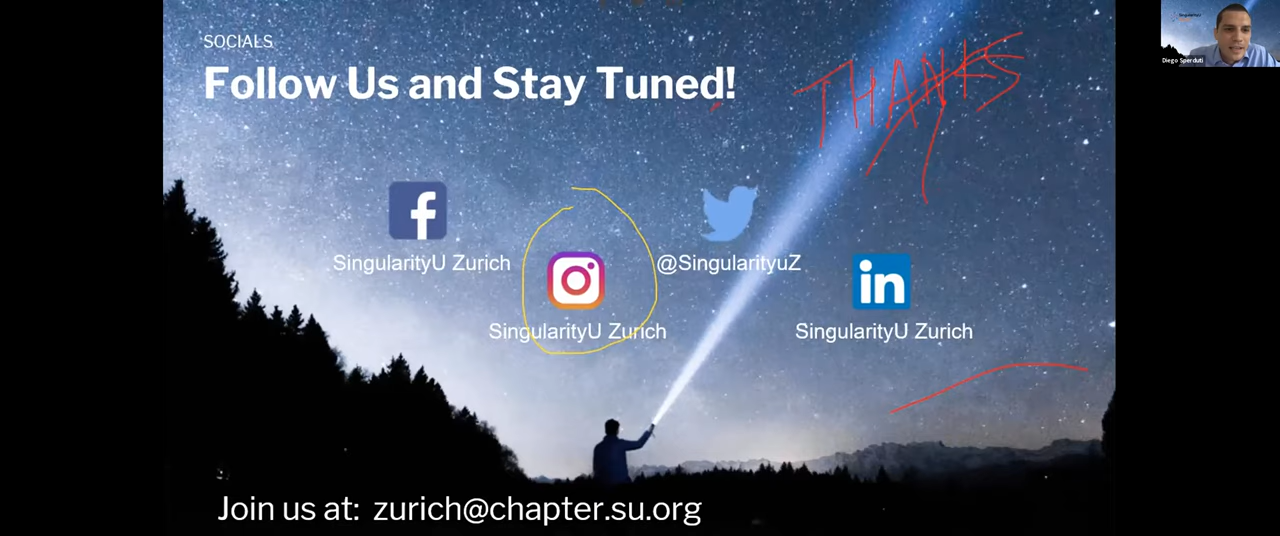 SOCIALS
Follow Us and Stay Tuned!
THANKS
Diego Sperduti
SingularityU Zurich
@SingularityuZ
SingularityU Zurich
SingularityU Zurich
Join us at: zurich@chapter.su.org